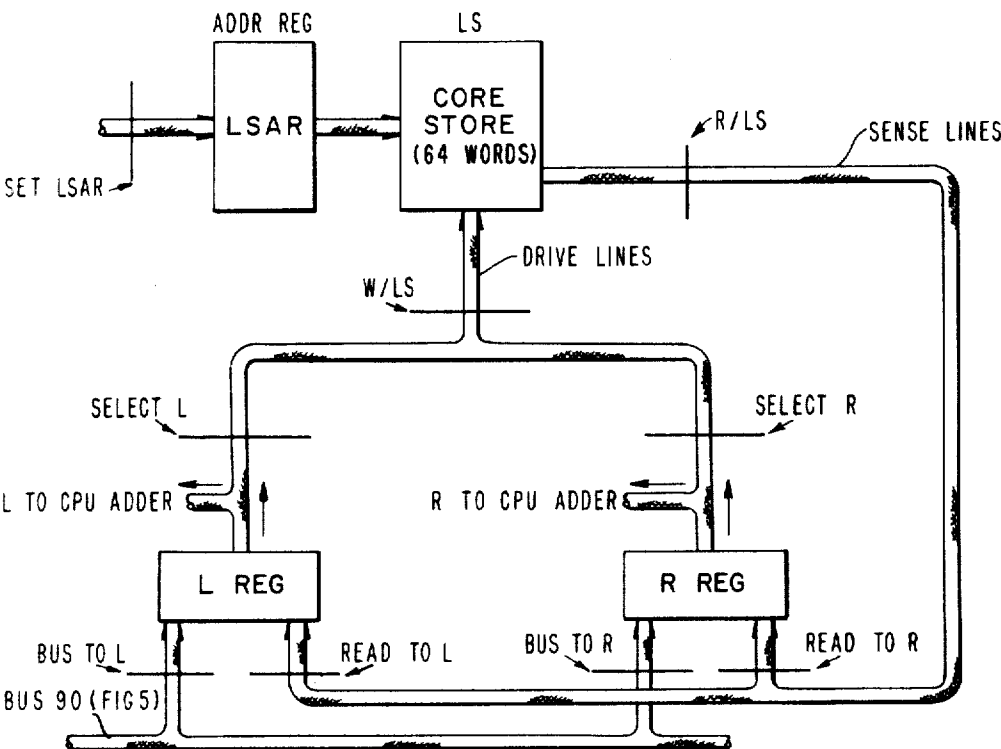 ADDR REG
LS
LSAR
CORE
STORE
(64 WORDS)
R/LS
SENSE LINES
SET LSAR
DRIVE LINES
W/LS
SELECT L
SELECT R
L TO CPU ADDER
R TO CPU ADDER
L REG
R REG
BUS TO L
READ TO L
BUS TO R
READ TO R
BUS 90 (FIG 5)